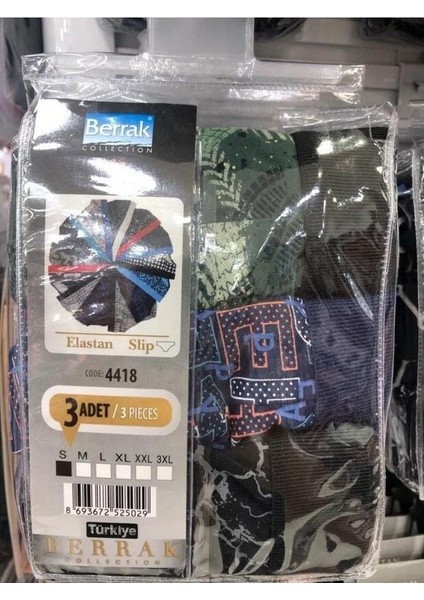 Berrak
COLLECTION
Elastan Slip
CODE: 4418
3 ADET / 3 PIECES
S M L XL XXL 3XL
8 693672 525029
Türkiye
BERRAK
COLLECTION